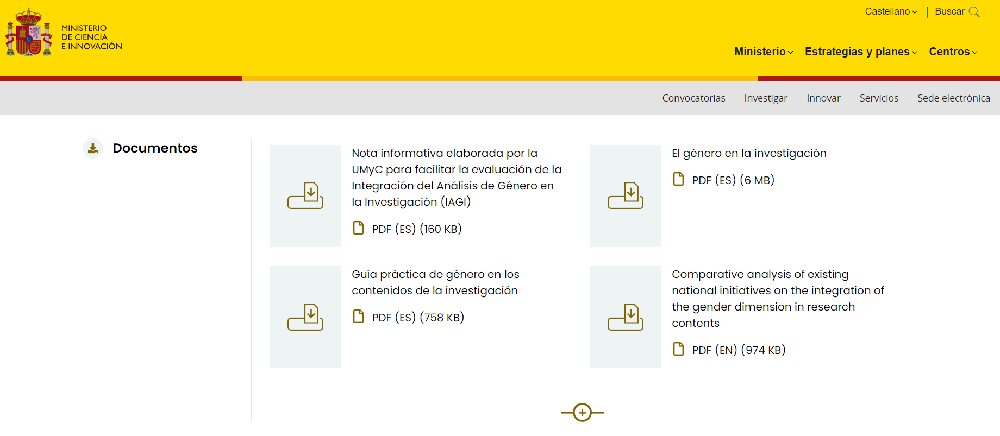 Castellano
Buscar
MINISTERIO
DE CIENCIA
E INNOVACIÓN
Ministerio
Estrategias y planes
Centros
Convocatorias
Investigar
Innovar
Servicios
Sede electrónica
Documentos
Nota informativa elaborada por la
UMyC para facilitar la evaluación de la
Integración del Análisis de Género en
la Investigación (IAGI)
PDF (ES) (160 KB)
El género en la investigación
PDF (ES) (6 MB)
Guía práctica de género en los
contenidos de la investigación
PDF (ES) (758 KB)
Comparative analysis of existing
national initiatives on the integration of
the gender dimension in research
contents
PDF (EN) (974 KB)